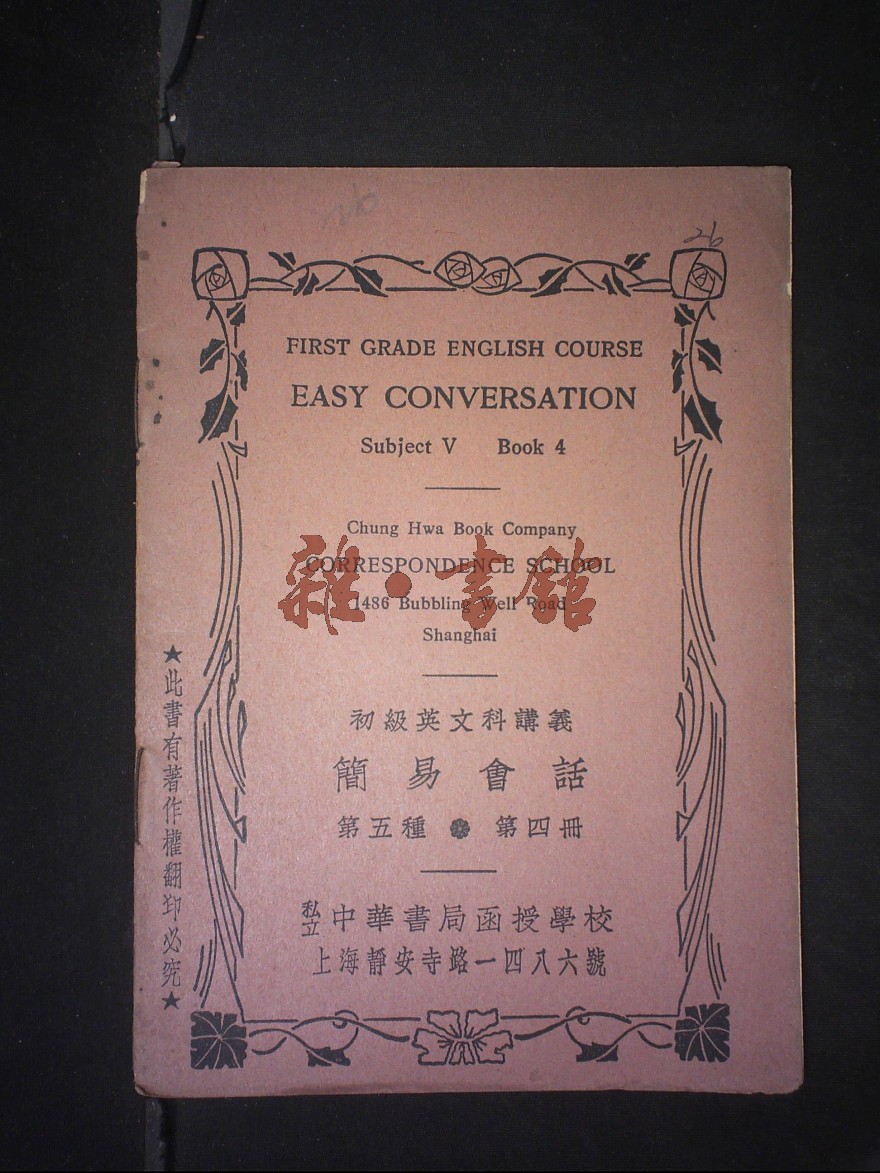 26
26
FIRST GRADE ENGLISH COURSE
EASY CONVERSATION
Subject V Book 4
Chung Hwa Book Company
CORRESPONDENCE SCHOOL
1486 Bubbling Well Road
Shanghai
雜·書館
初級英文科講義
簡易會話
第五種 第四冊
私立中華書局函授學校
上海靜安寺路一四八六號
★此書有著作權翻印必究★